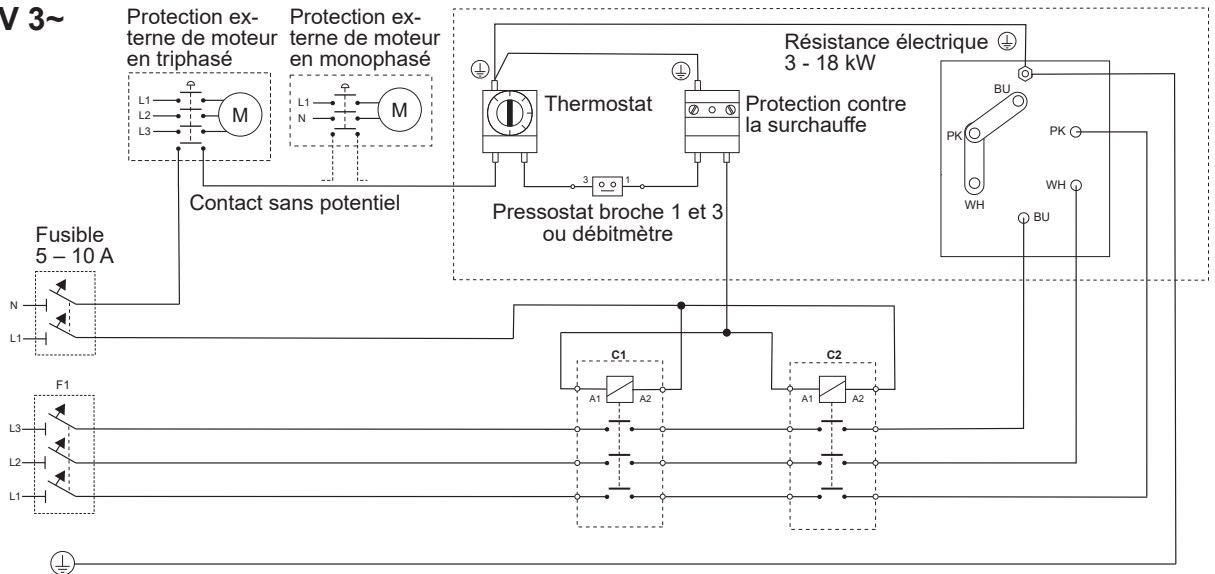 V 3~
Protection ex-
terne de moteur
en triphasé
Protection ex-
terne de moteur
en monophasé
L1
L2
L3
M
L1
N
M
Thermostat
Protection contre
la surchauffe
Résistance électrique
3 - 18 kW
BU
PK
WH
PK
WH
BU
3
1
Contact sans potentiel
Pressostat broche 1 et 3
ou débitmètre
Fusible
5 – 10 A
N
L1
C1
A1
A2
C2
A1
A2
F1
L3
L2
L1